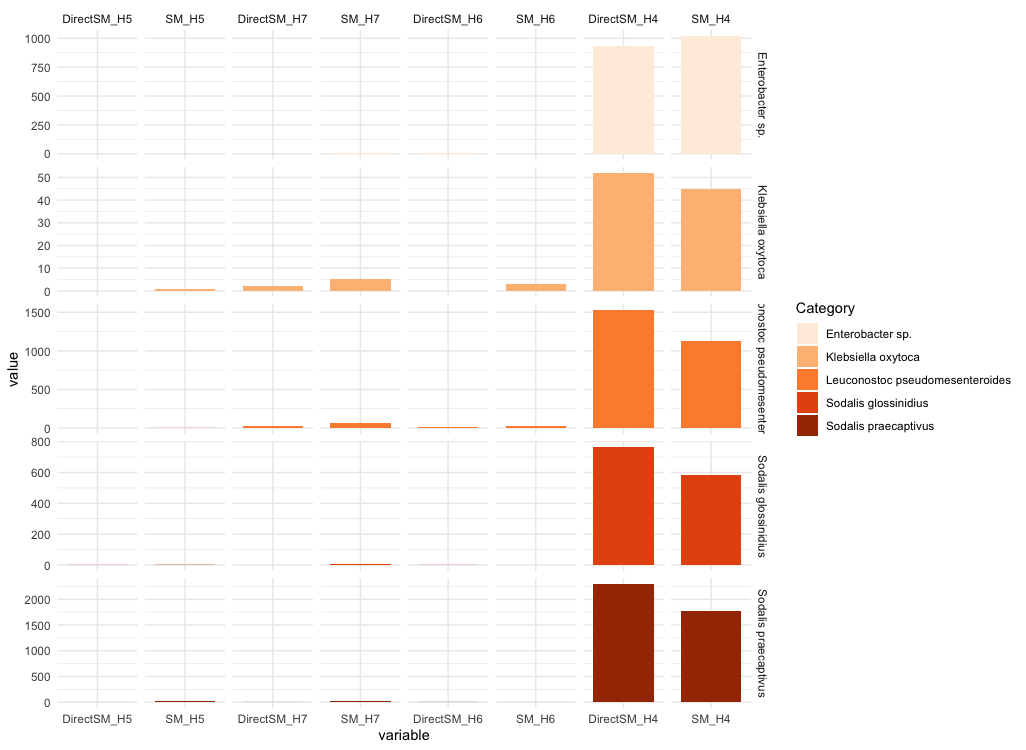 DirectSM_H5 SM_H5 DirectSM_H7 SM_H7 DirectSM_H6 SM_H6 DirectSM_H4 SM_H4
1000
750
500
250
0
Enterobacter sp.
50
40
30
20
10
0
Klebsiella oxytoca
1500
1000
500
0
onostoc pseudomesenter
800
600
400
200
0
Sodalis glossinidius
2000
1500
1000
500
0
Sodalis praecaptivus
DirectSM_H5 SM_H5 DirectSM_H7 SM_H7 DirectSM_H6 SM_H6 DirectSM_H4 SM_H4
variable
value
Category
Enterobacter sp.
Klebsiella oxytoca
Leuconostoc pseudomesenteroides
Sodalis glossinidius
Sodalis praecaptivus